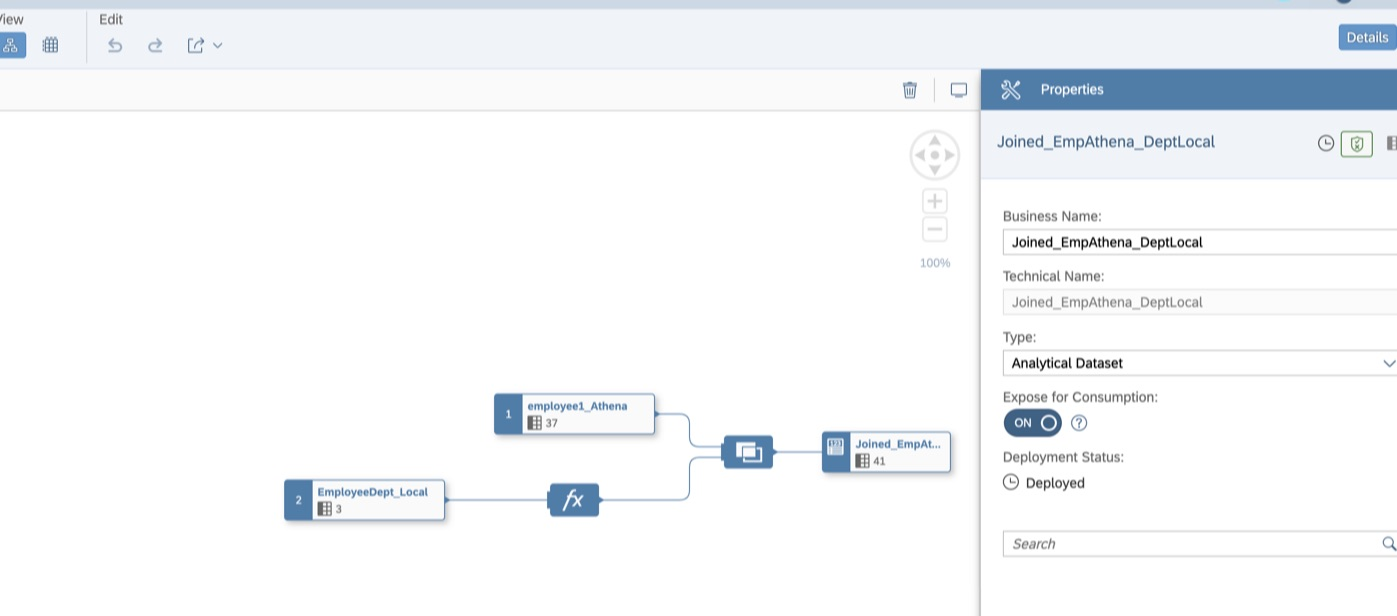 View
Edit
Details
Properties
Joined_EmpAthena_DeptLocal
Business Name:
Joined_EmpAthena_DeptLocal
Technical Name:
Joined_EmpAthena_DeptLocal
Type:
Analytical Dataset
Expose for Consumption:
ON
?
Deployment Status:
Deployed
Search
100%
1
employee1_Athena
37
2
EmployeeDept_Local
3
fx
123
Joined_EmpAt...
41